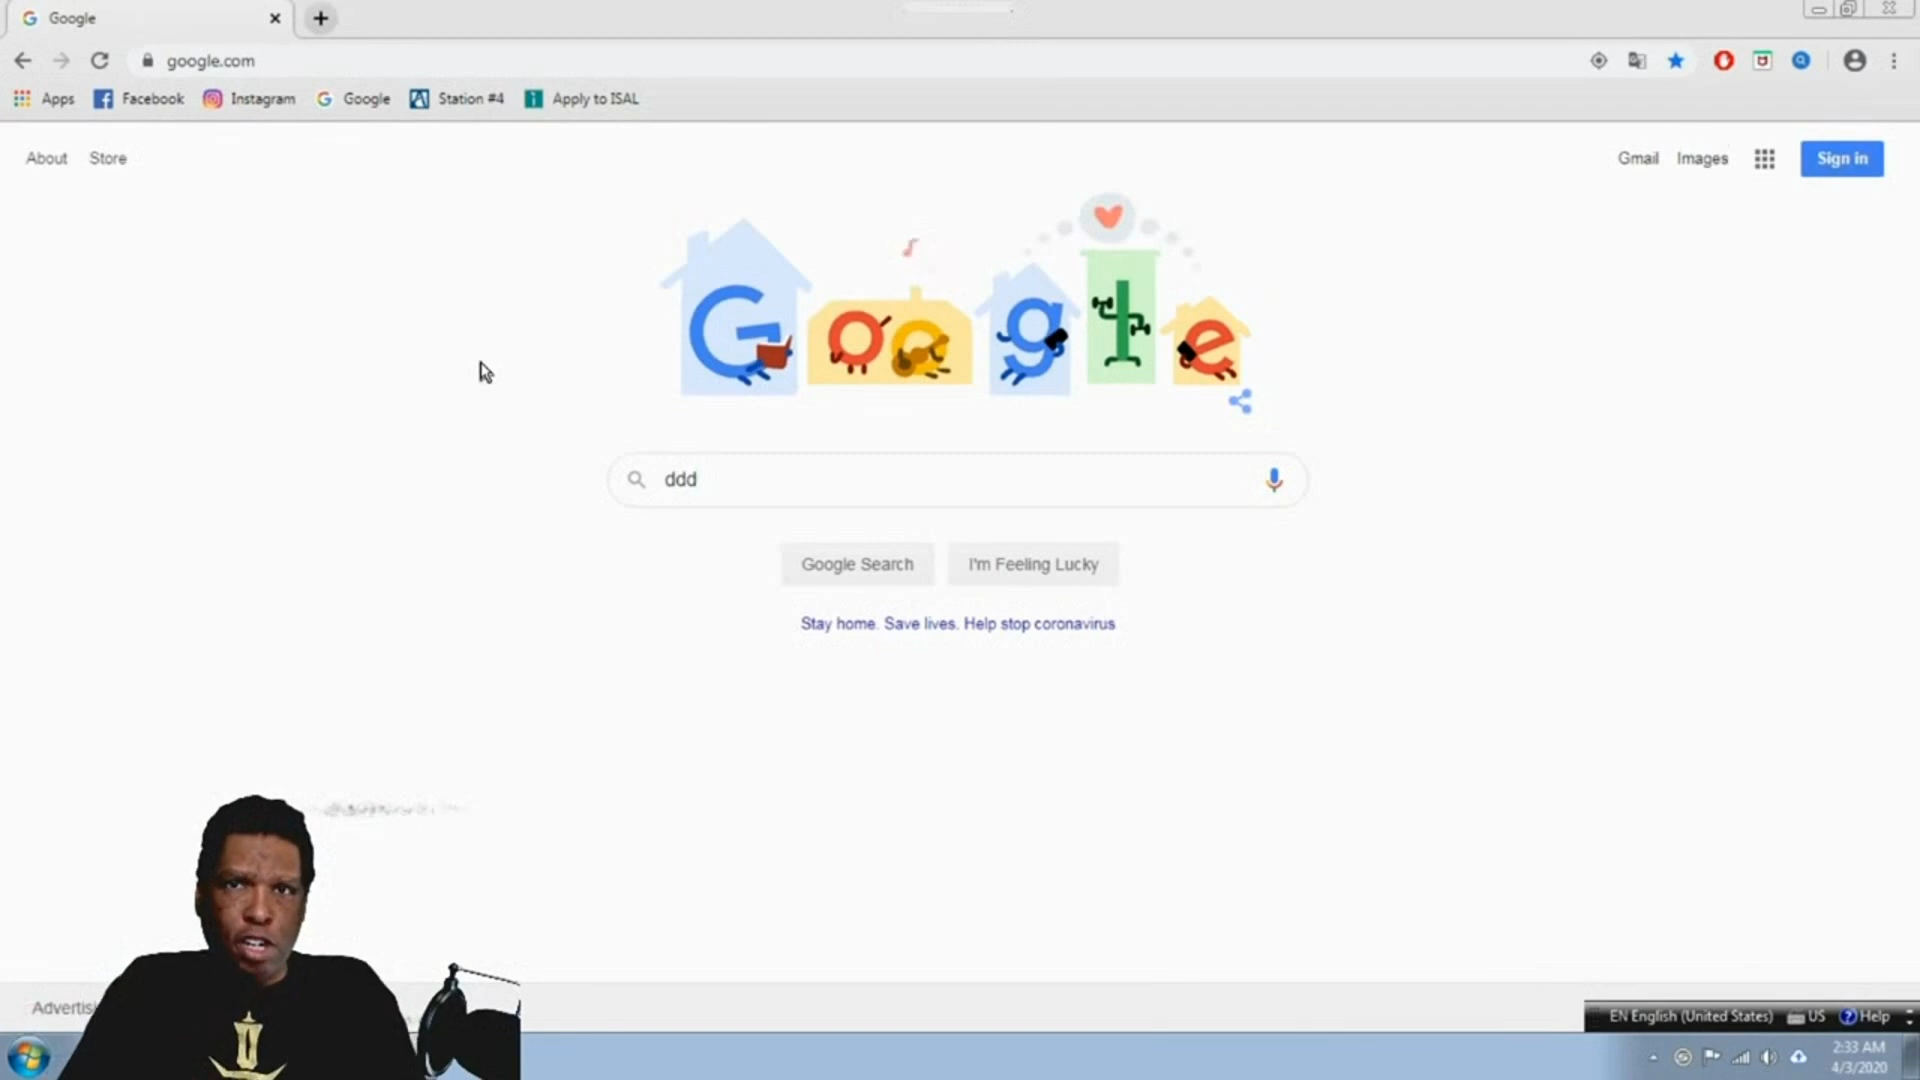 Google
google.com
Apps Facebook Instagram Google Station #4 Apply to ISAL
About Store Gmail Images Sign in
Google
ddd
Google Search I'm Feeling Lucky
Stay home. Save lives. Help stop coronavirus
EN English (United States) US Help
2:33 AM
4/3/2020